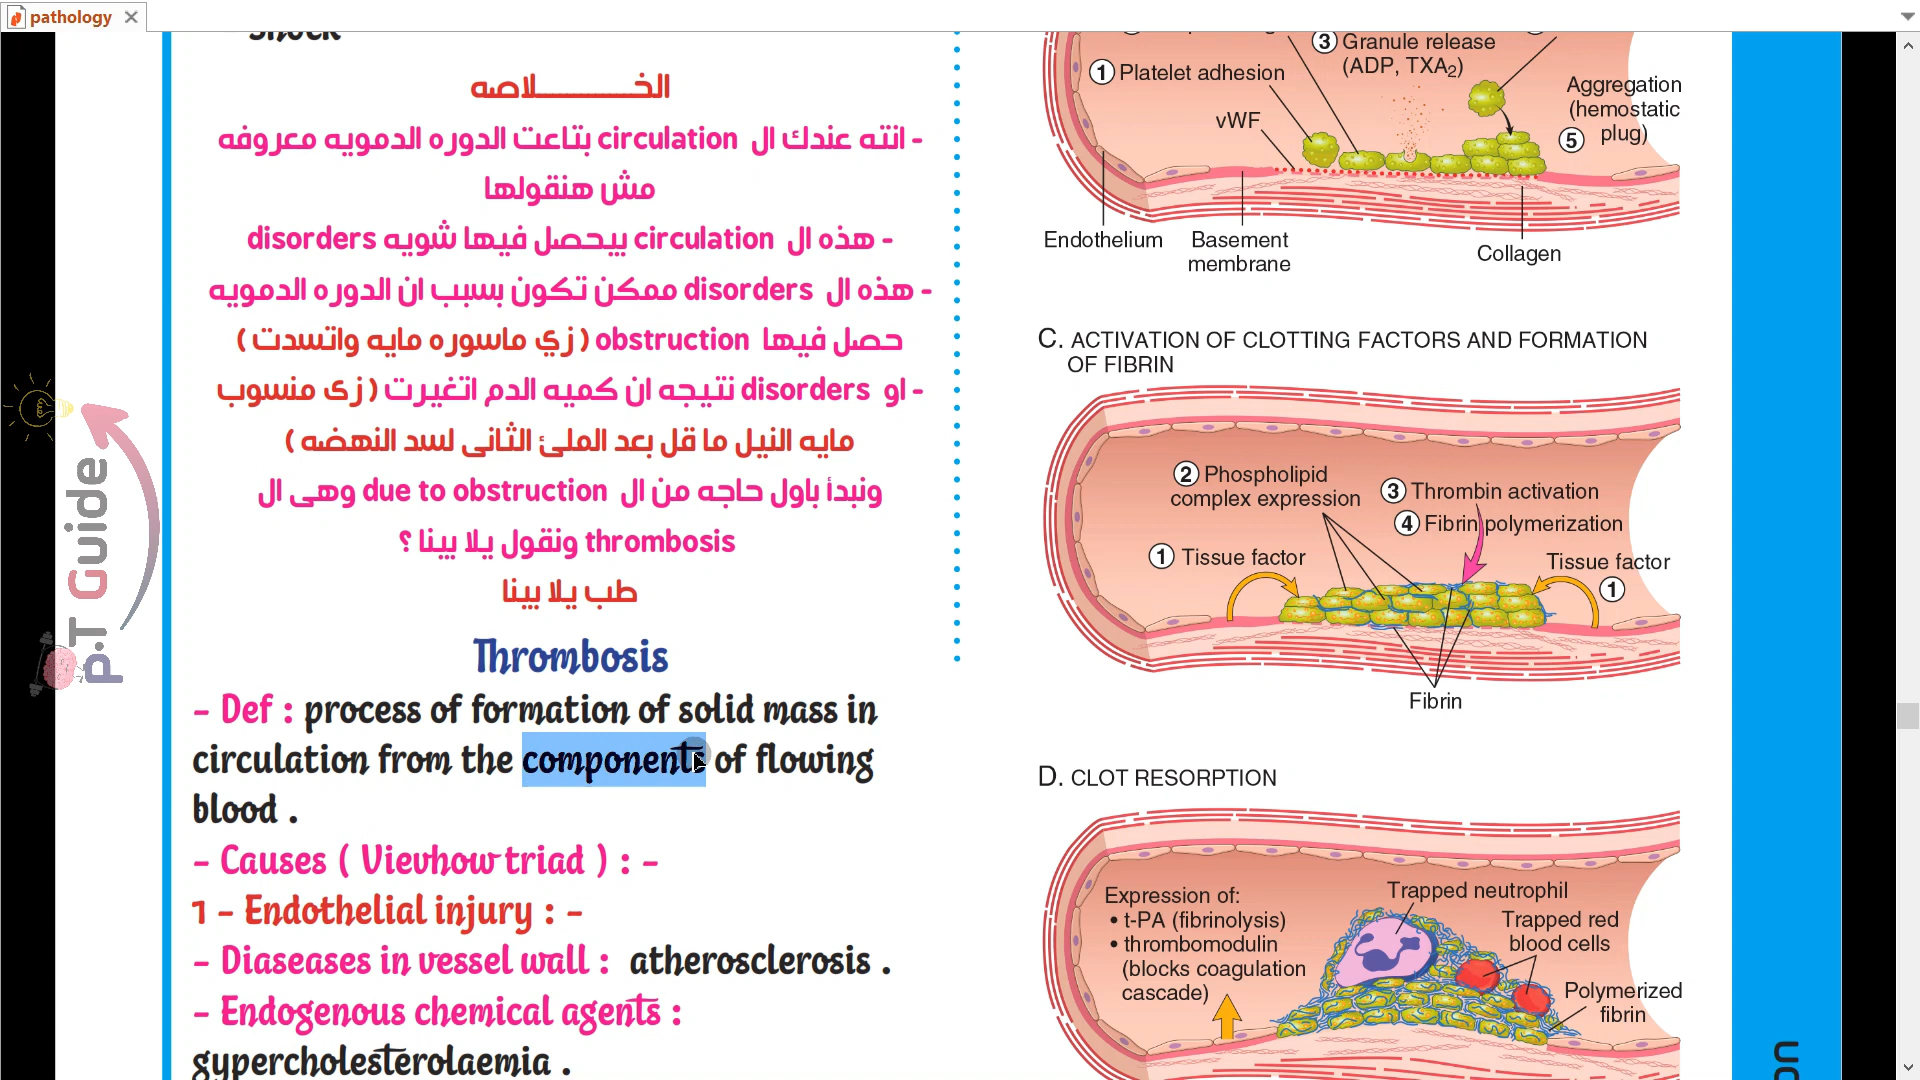 pathology
Shock
الخـــــــلاصه
- انته عندك ال circulation بتاعت الدوره الدمويه معروفه
مش هنقولها
- هذه ال circulation بيحصل فيها شويه disorders
- هذه ال disorders ممكن تكون بسبب ان الدوره الدمويه
حصل فيها obstruction ( زي ماسوره مايه واتسدت )
- او disorders نتيجه ان كميه الدم اتغيرت ( زى منسوب
مايه النيل ما قل بعد الملئ الثانى لسد النهضه )
ونبدأ باول حاجه من ال due to obstruction وهى ال
thrombosis ونقول يلا بينا ؟
طب يلا بينا
Thrombosis
- Def : process of formation of solid mass in
circulation from the components of flowing
blood .
- Causes ( Vievhow triad ) : -
1 - Endothelial injury : -
- Diaseases in vessel wall : atherosclerosis .
- Endogenous chemical agents :
gypercholesterolaemia .
P.T Guide
3 Granule release
(ADP, TXA2)
1 Platelet adhesion
vWF
Aggregation
(hemostatic
plug)
5
Endothelium
Basement
membrane
Collagen
C. ACTIVATION OF CLOTTING FACTORS AND FORMATION
OF FIBRIN
2 Phospholipid
complex expression
3 Thrombin activation
4 Fibrin polymerization
1 Tissue factor
Tissue factor
1
Fibrin
D. CLOT RESORPTION
Expression of:
• t-PA (fibrinolysis)
• thrombomodulin
(blocks coagulation
cascade)
Trapped neutrophil
Trapped red
blood cells
Polymerized
fibrin
on